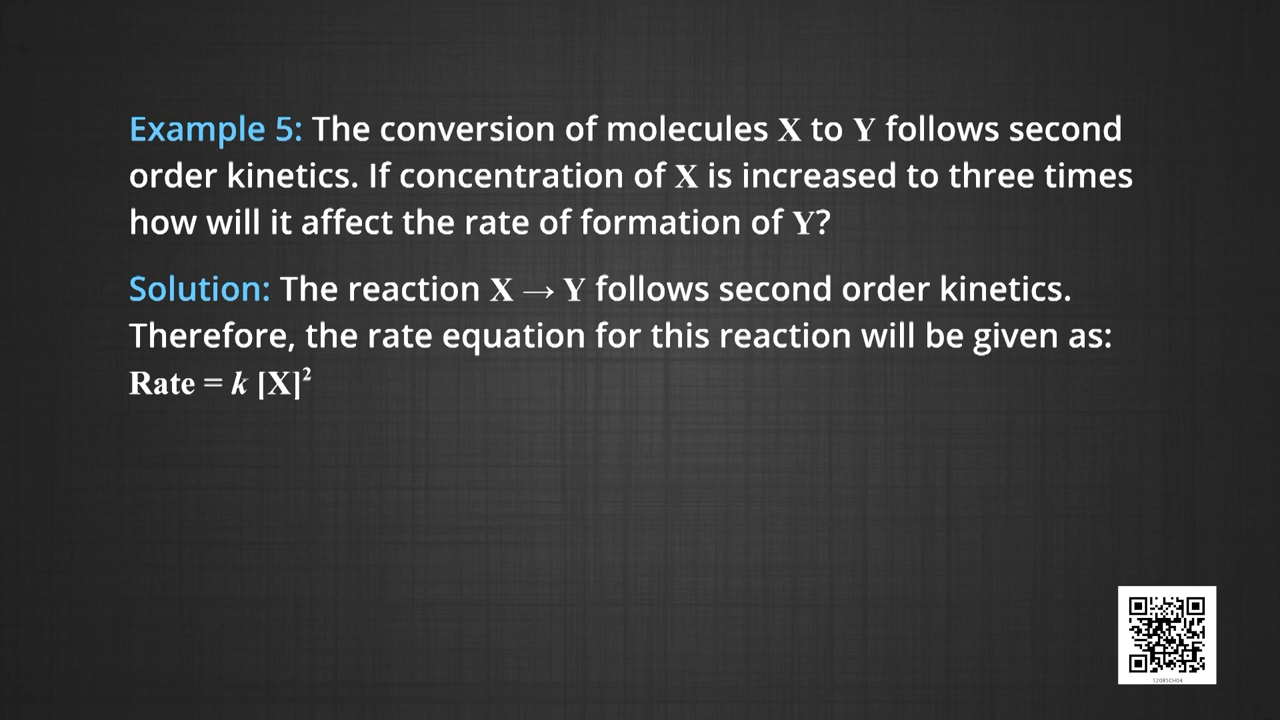 Example 5: The conversion of molecules X to Y follows second
order kinetics. If concentration of X is increased to three times
how will it affect the rate of formation of Y?
Solution: The reaction X → Y follows second order kinetics.
Therefore, the rate equation for this reaction will be given as:
Rate = k [X]²
12085CH04